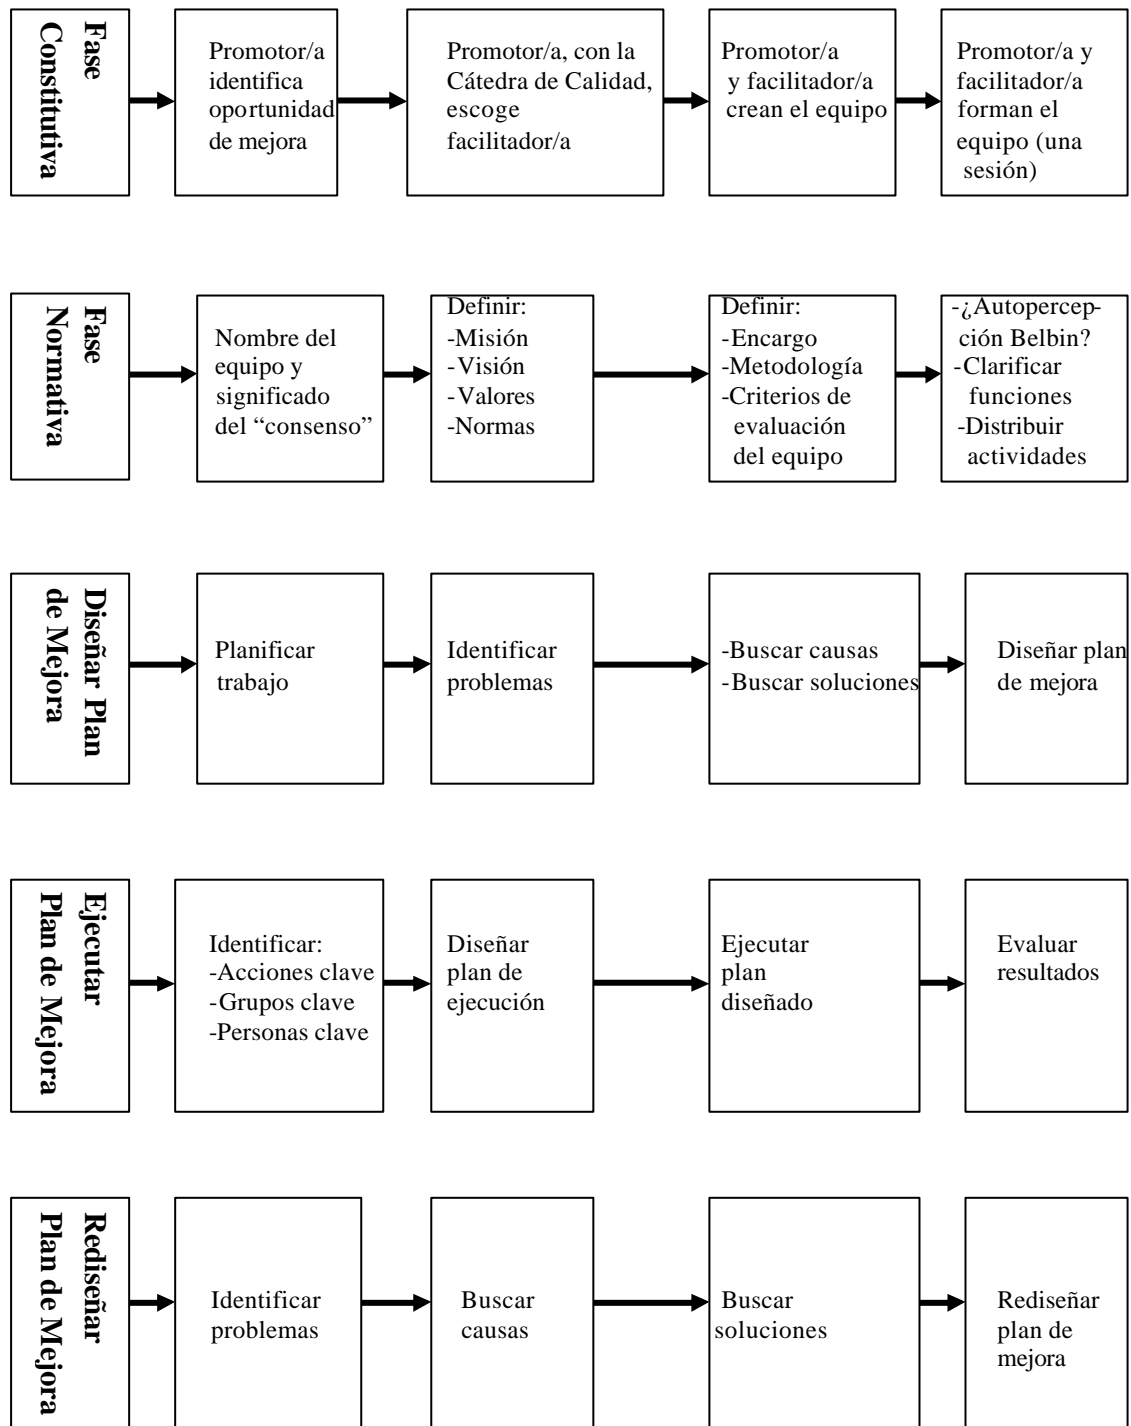 Fase
Constitutiva
Promotor/a
identifica
oportunidad
de mejora
Promotor/a, con la
Cátedra de Calidad,
escoge
facilitador/a
Promotor/a
y facilitador/a
crean el equipo
Promotor/a y
facilitador/a
forman el
equipo (una
sesión)
Fase
Normativa
Nombre del
equipo y
significado
del “consenso”
Definir:
-Misión
-Visión
-Valores
-Normas
Definir:
-Encargo
-Metodología
-Criterios de
evaluación
del equipo
-¿Autopercep-
ción Belbin?
-Clarificar
funciones
-Distribuir
actividades
Diseñar Plan
de Mejora
Planificar
trabajo
Identificar
problemas
-Buscar causas
-Buscar soluciones
Diseñar plan
de mejora
Ejecutar
Plan de Mejora
Identificar:
-Acciones clave
-Grupos clave
-Personas clave
Diseñar
plan de
ejecución
Ejecutar
plan
diseñado
Evaluar
resultados
Rediseñar
Plan de Mejora
Identificar
problemas
Buscar
causas
Buscar
soluciones
Rediseñar
plan de
mejora